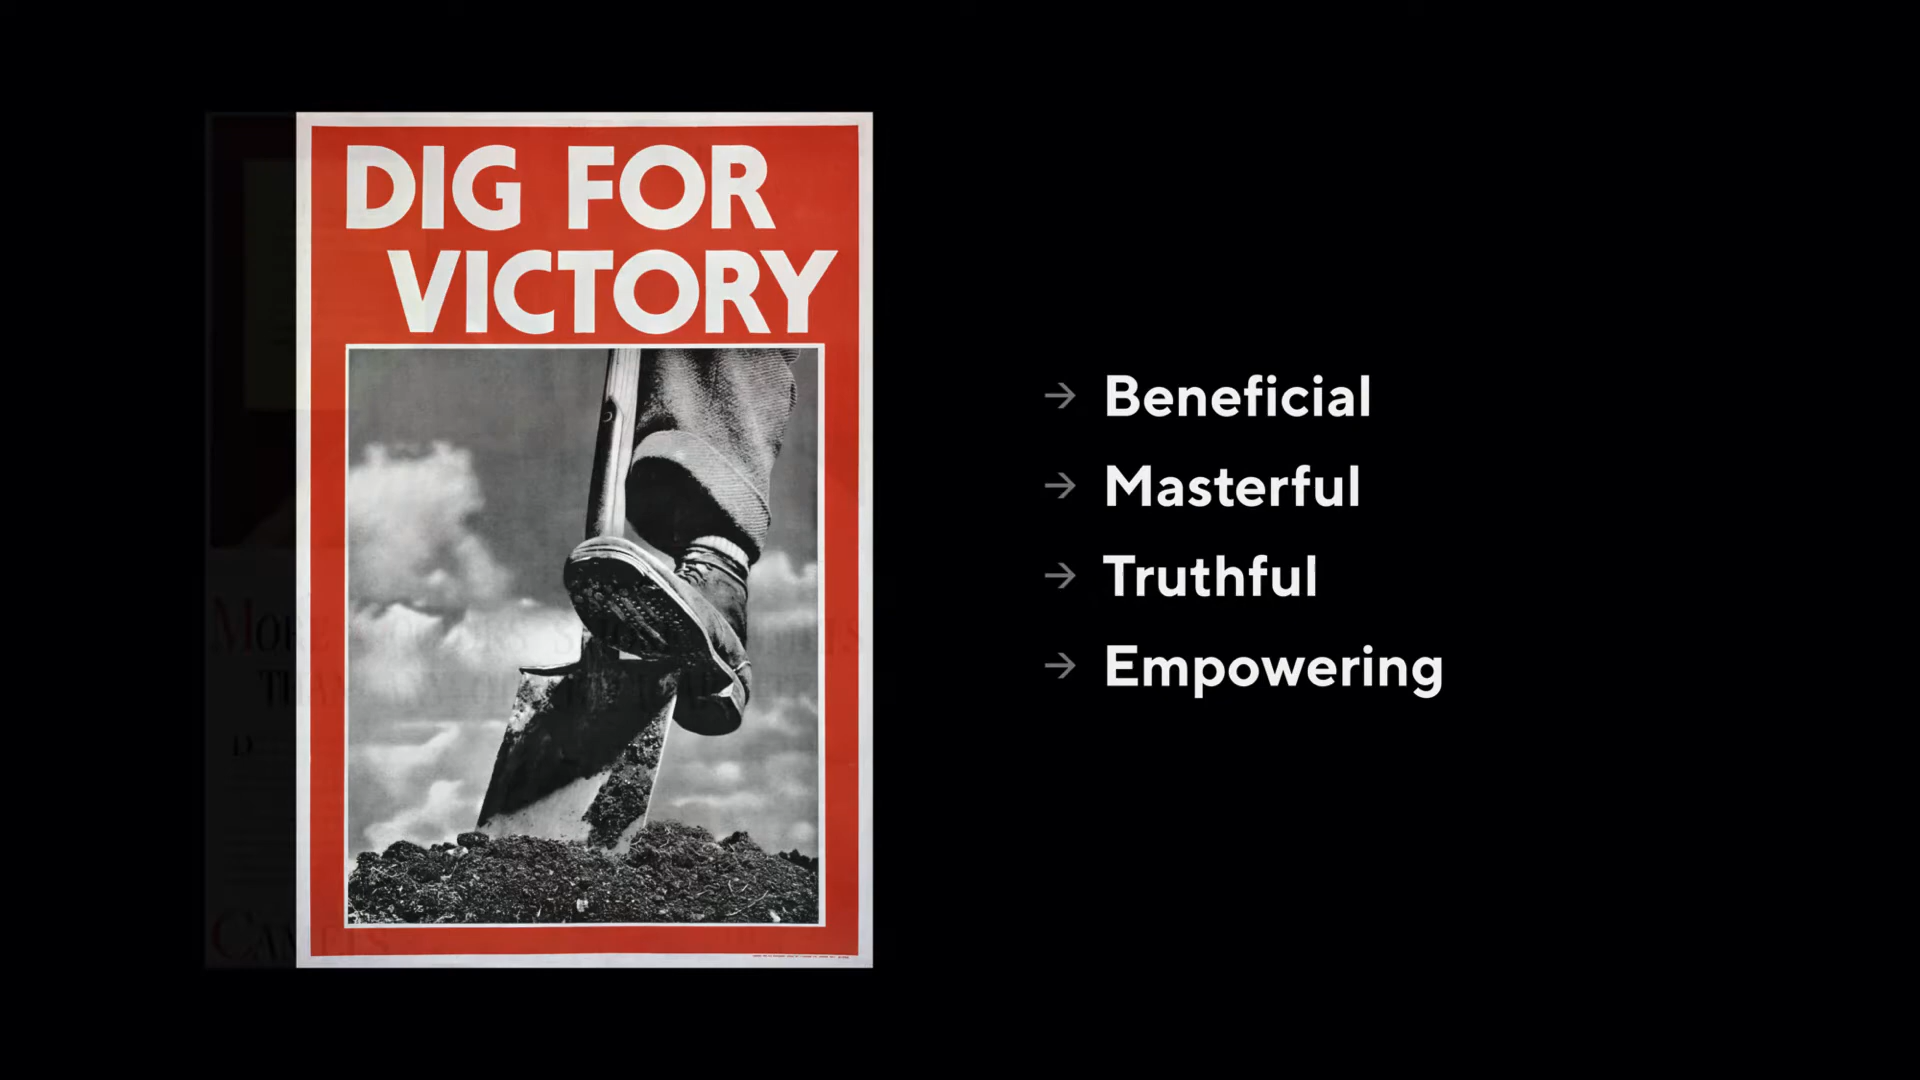 DIG FOR
VICTORY
→ Beneficial
→ Masterful
→ Truthful
→ Empowering